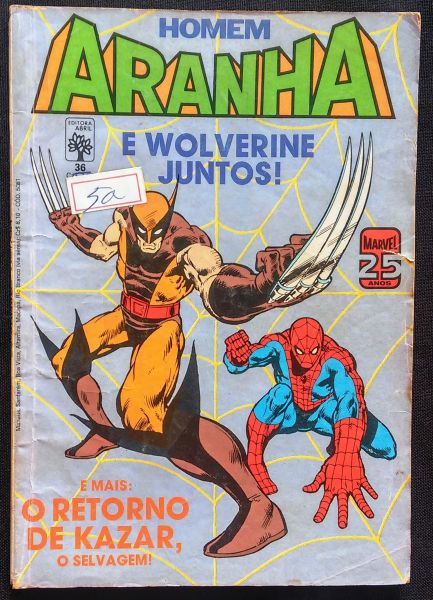 HOMEM
ARANHA
EDITORA
ABRIL
36
5a
E WOLVERINE
JUNTOS!
MARVEL
25
ANOS
E MAIS:
O RETORNO
DE KAZAR,
O SELVAGEM!